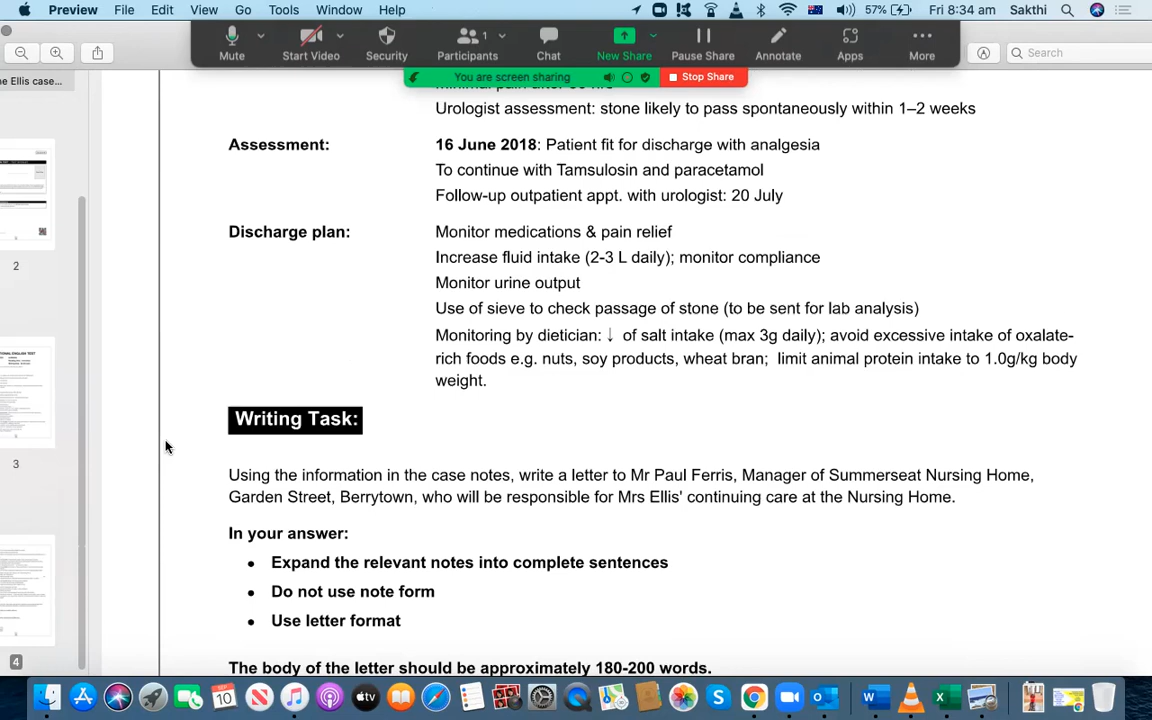 Preview File Edit View Go Tools Window Help 57% Fri 8:34 am Sakthi
Mute Start Video Security Participants 1 Chat New Share Pause Share Annotate Apps More
Search
You are screen sharing Stop Share
ne Ellis case...
Urologist assessment: stone likely to pass spontaneously within 1–2 weeks
Assessment: 16 June 2018: Patient fit for discharge with analgesia
To continue with Tamsulosin and paracetamol
Follow-up outpatient appt. with urologist: 20 July
Discharge plan: Monitor medications & pain relief
Increase fluid intake (2-3 L daily); monitor compliance
Monitor urine output
Use of sieve to check passage of stone (to be sent for lab analysis)
Monitoring by dietician: ↓ of salt intake (max 3g daily); avoid excessive intake of oxalate-
rich foods e.g. nuts, soy products, wheat bran; limit animal protein intake to 1.0g/kg body
weight.
Writing Task:
Using the information in the case notes, write a letter to Mr Paul Ferris, Manager of Summerseat Nursing Home,
Garden Street, Berrytown, who will be responsible for Mrs Ellis' continuing care at the Nursing Home.
In your answer:
• Expand the relevant notes into complete sentences
• Do not use note form
• Use letter format
The body of the letter should be approximately 180-200 words.
2
3
4
SEP
10
tv